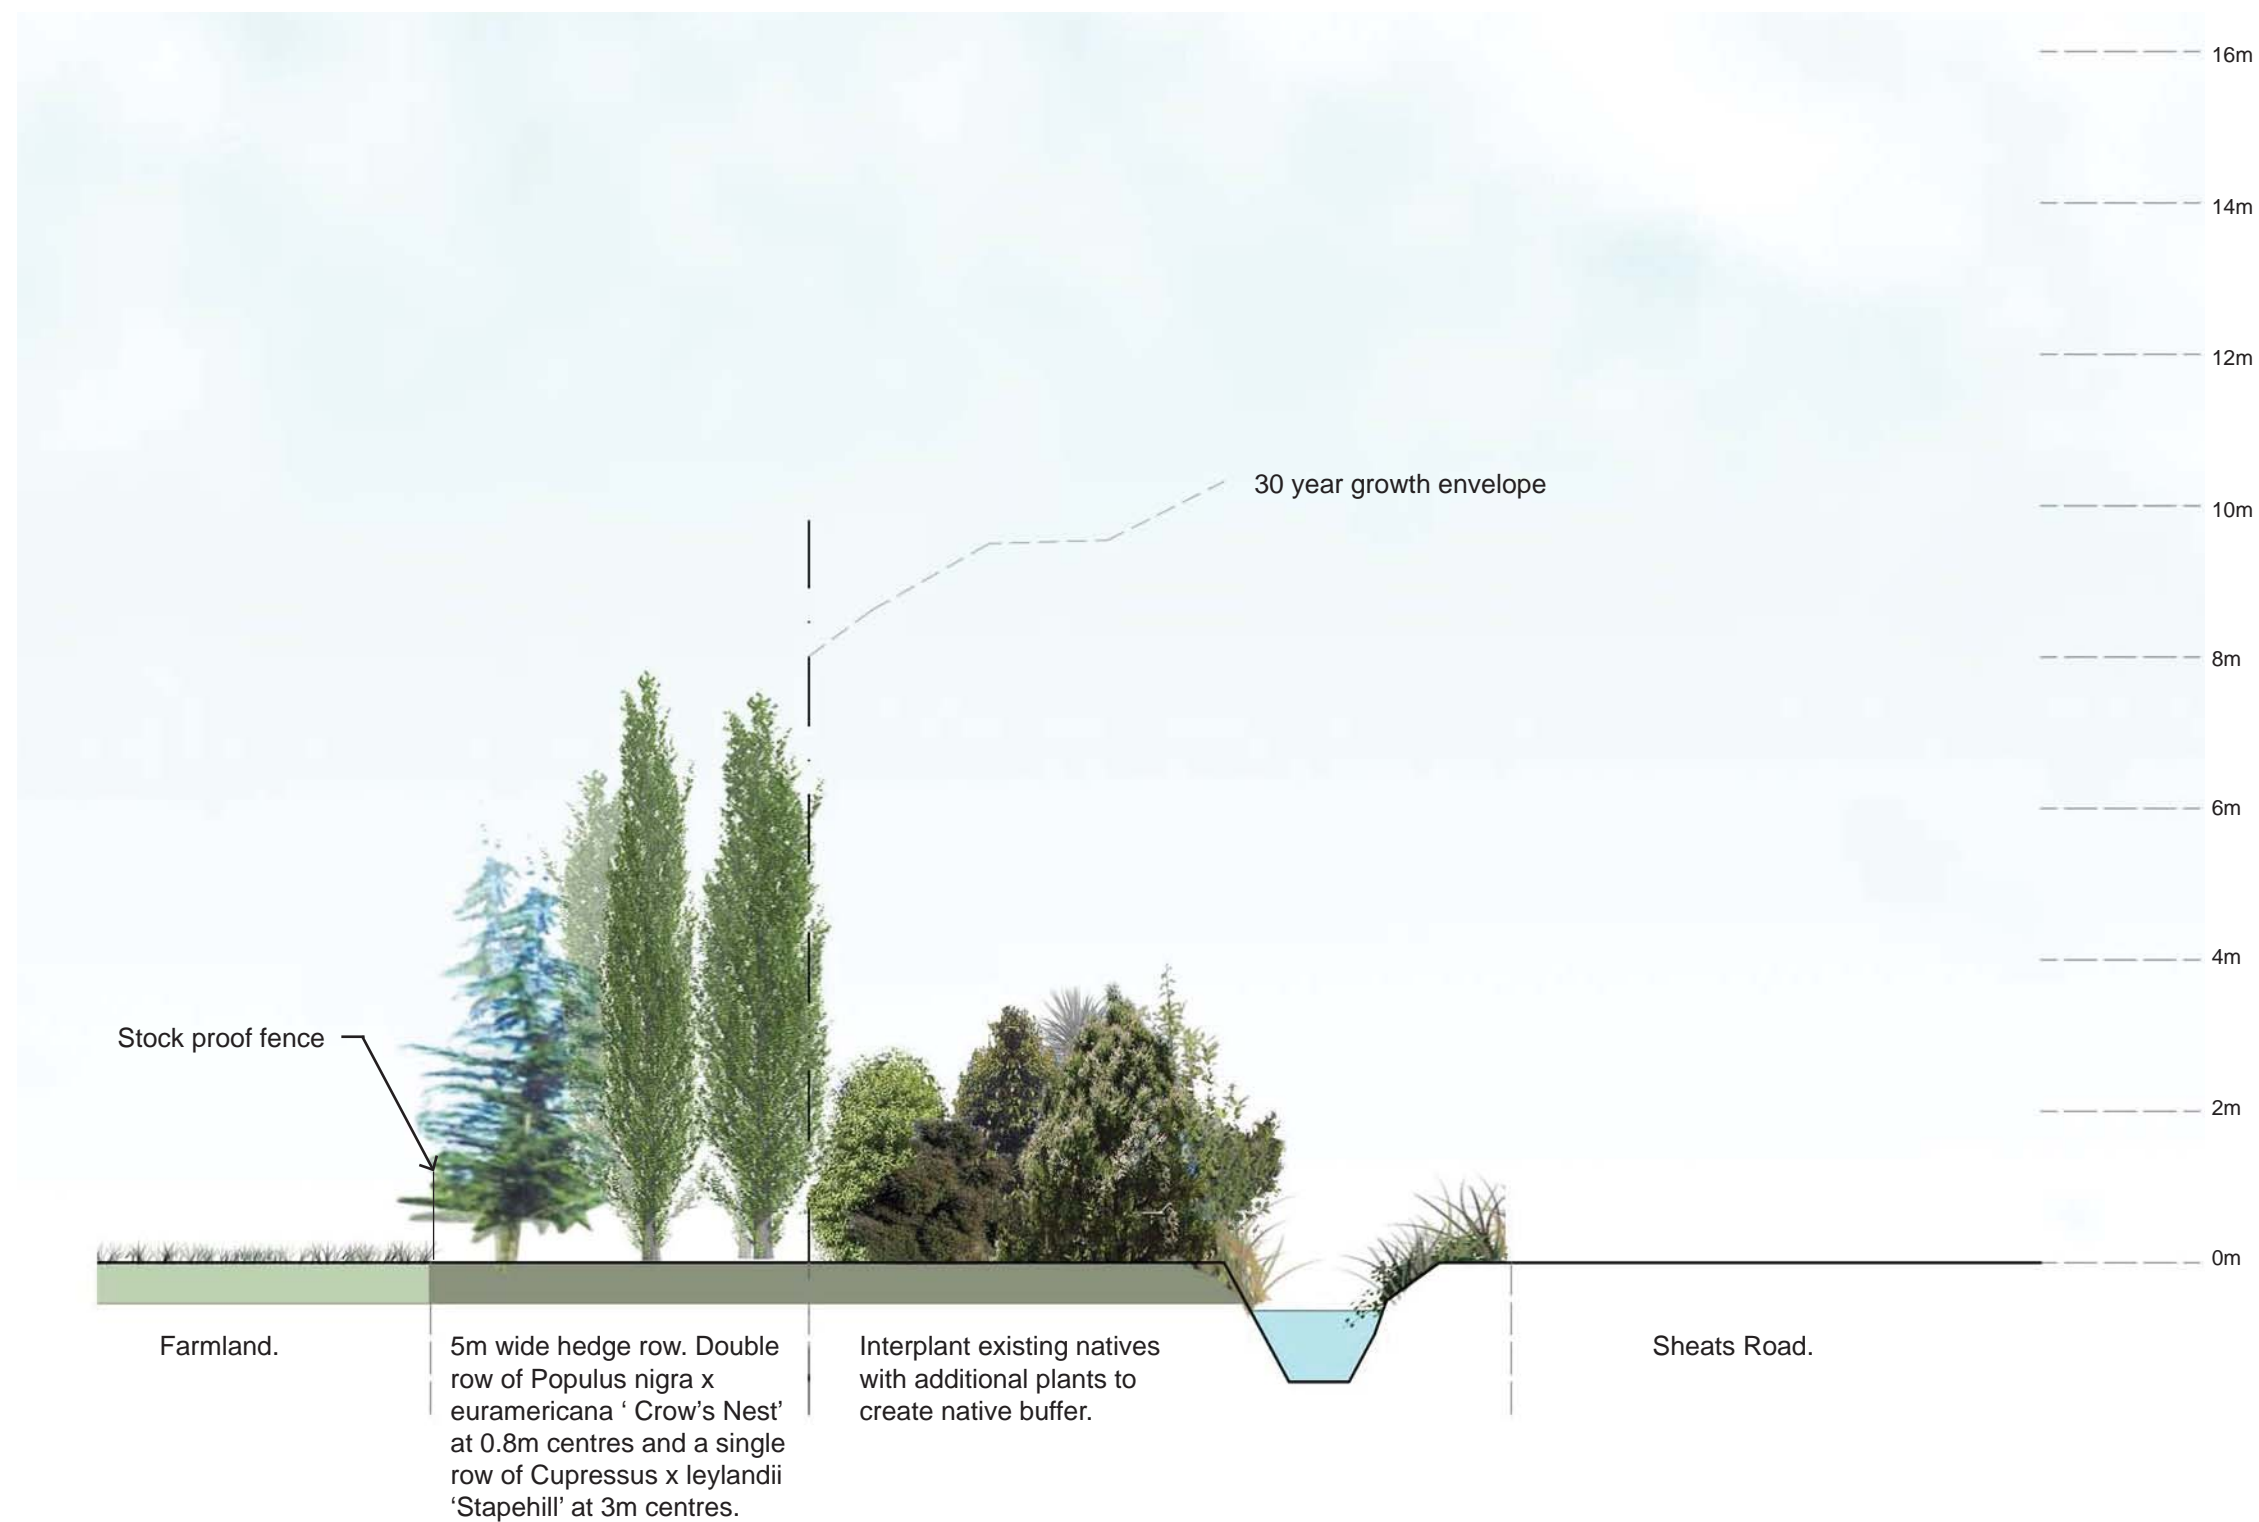 16m
14m
12m
30 year growth envelope
10m
8m
6m
4m
Stock proof fence
2m
0m
Farmland.
5m wide hedge row. Double
row of Populus nigra x
euramericana ‘ Crow’s Nest’
at 0.8m centres and a single
row of Cupressus x leylandii
‘Stapehill’ at 3m centres.
Interplant existing natives
with additional plants to
create native buffer.
Sheats Road.